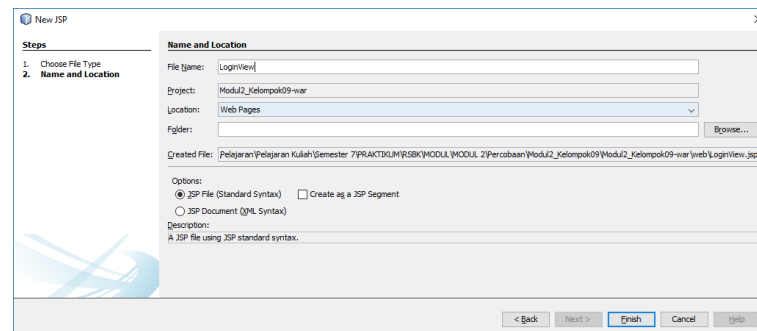 New JSP
Steps
1. Choose File Type
2. Name and Location
Name and Location
File Name: LoginView
Project: Modul2_Kelompok09-war
Location: Web Pages
Folder: Browse...
Created File: Pelajaran\Pelajaran Kuliah\Semester 7\PRAKTIKUM\RSBK\MODUL\MODUL 2\Percobaan\Modul2_Kelompok09\Modul2_Kelompok09-war\web\LoginView.jsp
Options:
JSP File (Standard Syntax) Create as a JSP Segment
JSP Document (XML Syntax)
Description:
A JSP file using JSP standard syntax.
< Back Next > Finish Cancel Help